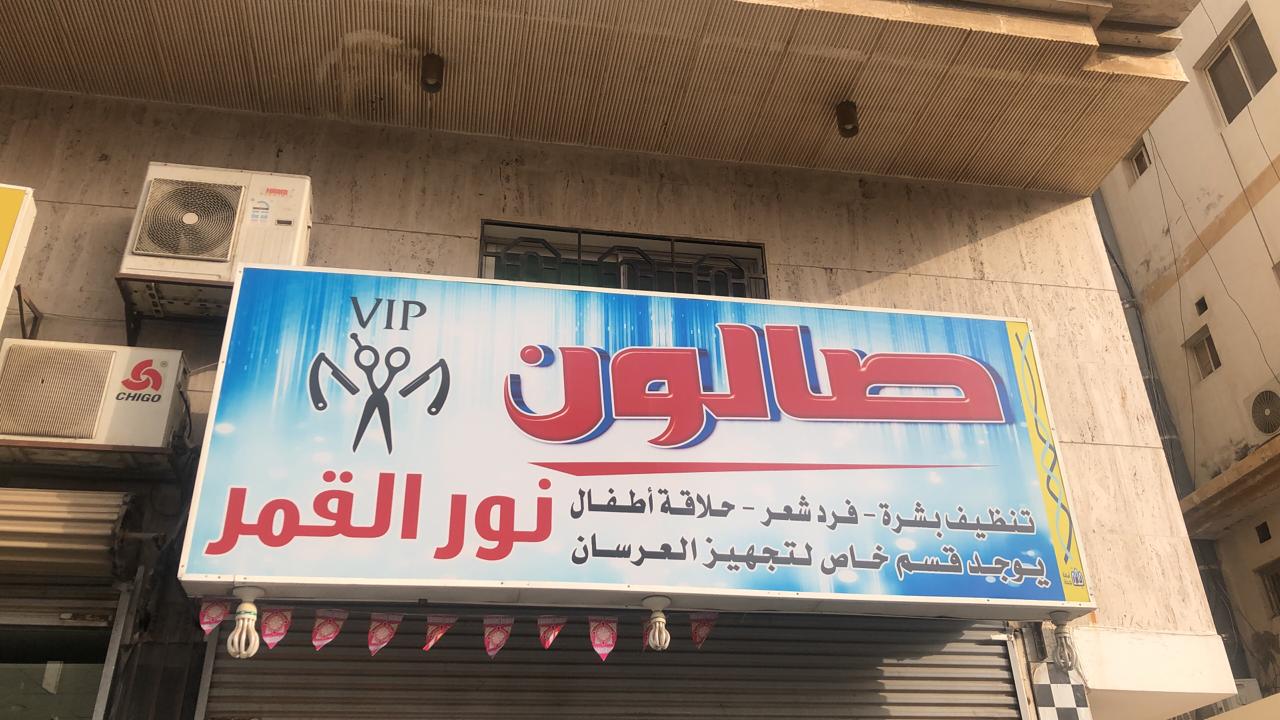 VIP
صالون
نور القمر
تنظيف بشرة - فرد شعر - حلاقة أطفال
يوجد قسم خاص لتجهيز العرسان
CHIGO